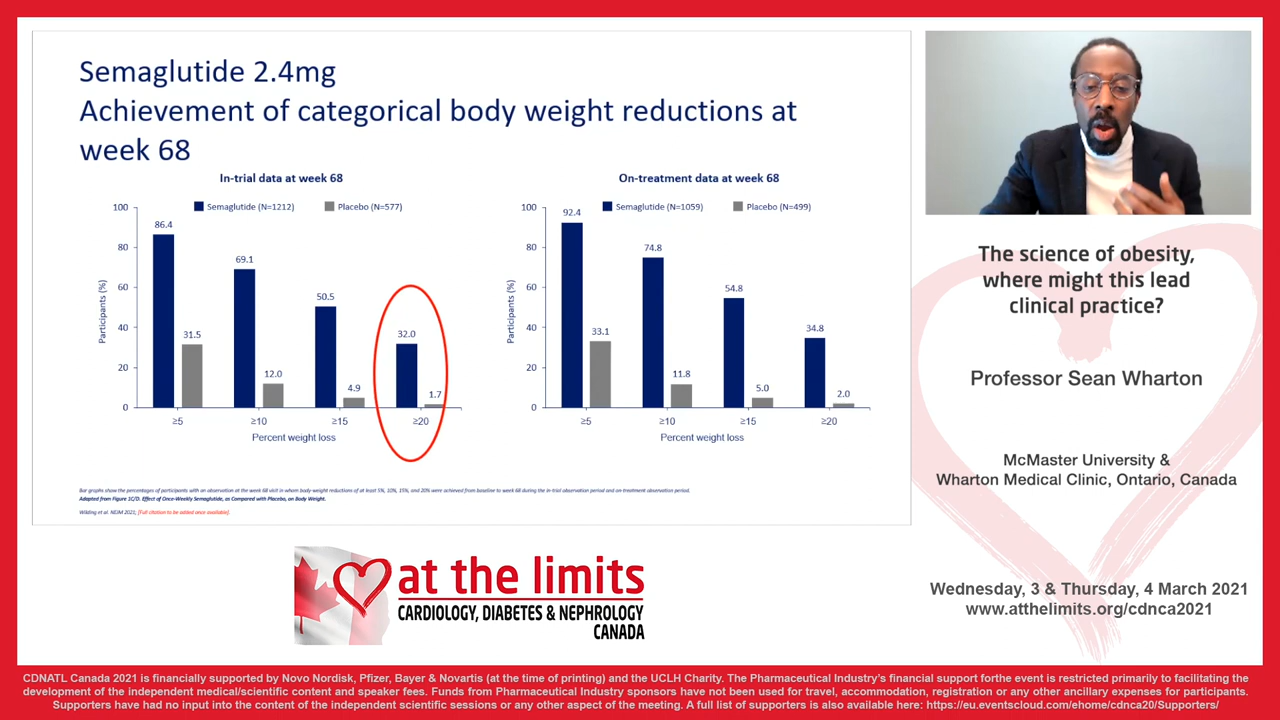 Semaglutide 2.4mg
Achievement of categorical body weight reductions at
week 68
In-trial data at week 68
Semaglutide (N=1212)
Placebo (N=577)
Participants (%)
100
80
60
40
20
0
86.4
31.5
69.1
12.0
50.5
4.9
32.0
1.7
≥5
≥10
≥15
≥20
Percent weight loss
On-treatment data at week 68
Semaglutide (N=1059)
Placebo (N=499)
Participants (%)
100
80
60
40
20
0
92.4
33.1
74.8
11.8
54.8
5.0
34.8
2.0
≥5
≥10
≥15
≥20
Percent weight loss
Bar graphs show the percentages of participants with an observation at the week 68 visit in whom body-weight reductions of at least 5%, 10%, 15%, and 20% were achieved from baseline to week 68 during the in-trial observation period and on-treatment observation period.
Adapted from Figure 1C/D. Effect of Once-Weekly Semaglutide, as Compared with Placebo, on Body Weight.
Wilding et al. NEJM 2021; [Full citation to be added once available].
The science of obesity,
where might this lead
clinical practice?
Professor Sean Wharton
McMaster University &
Wharton Medical Clinic, Ontario, Canada
Wednesday, 3 & Thursday, 4 March 2021
www.atthelimits.org/cdnca2021
at the limits
CARDIOLOGY, DIABETES & NEPHROLOGY
CANADA
CDNATL Canada 2021 is financially supported by Novo Nordisk, Pfizer, Bayer & Novartis (at the time of printing) and the UCLH Charity. The Pharmaceutical Industry's financial support forthe event is restricted primarily to facilitating the
development of the independent medical/scientific content and speaker fees. Funds from Pharmaceutical Industry sponsors have not been used for travel, accommodation, registration or any other ancillary expenses for participants.
Supporters have had no input into the content of the independent scientific sessions or any other aspect of the meeting. A full list of supporters is also available here: https://eu.eventscloud.com/ehome/cdnca20/Supporters/